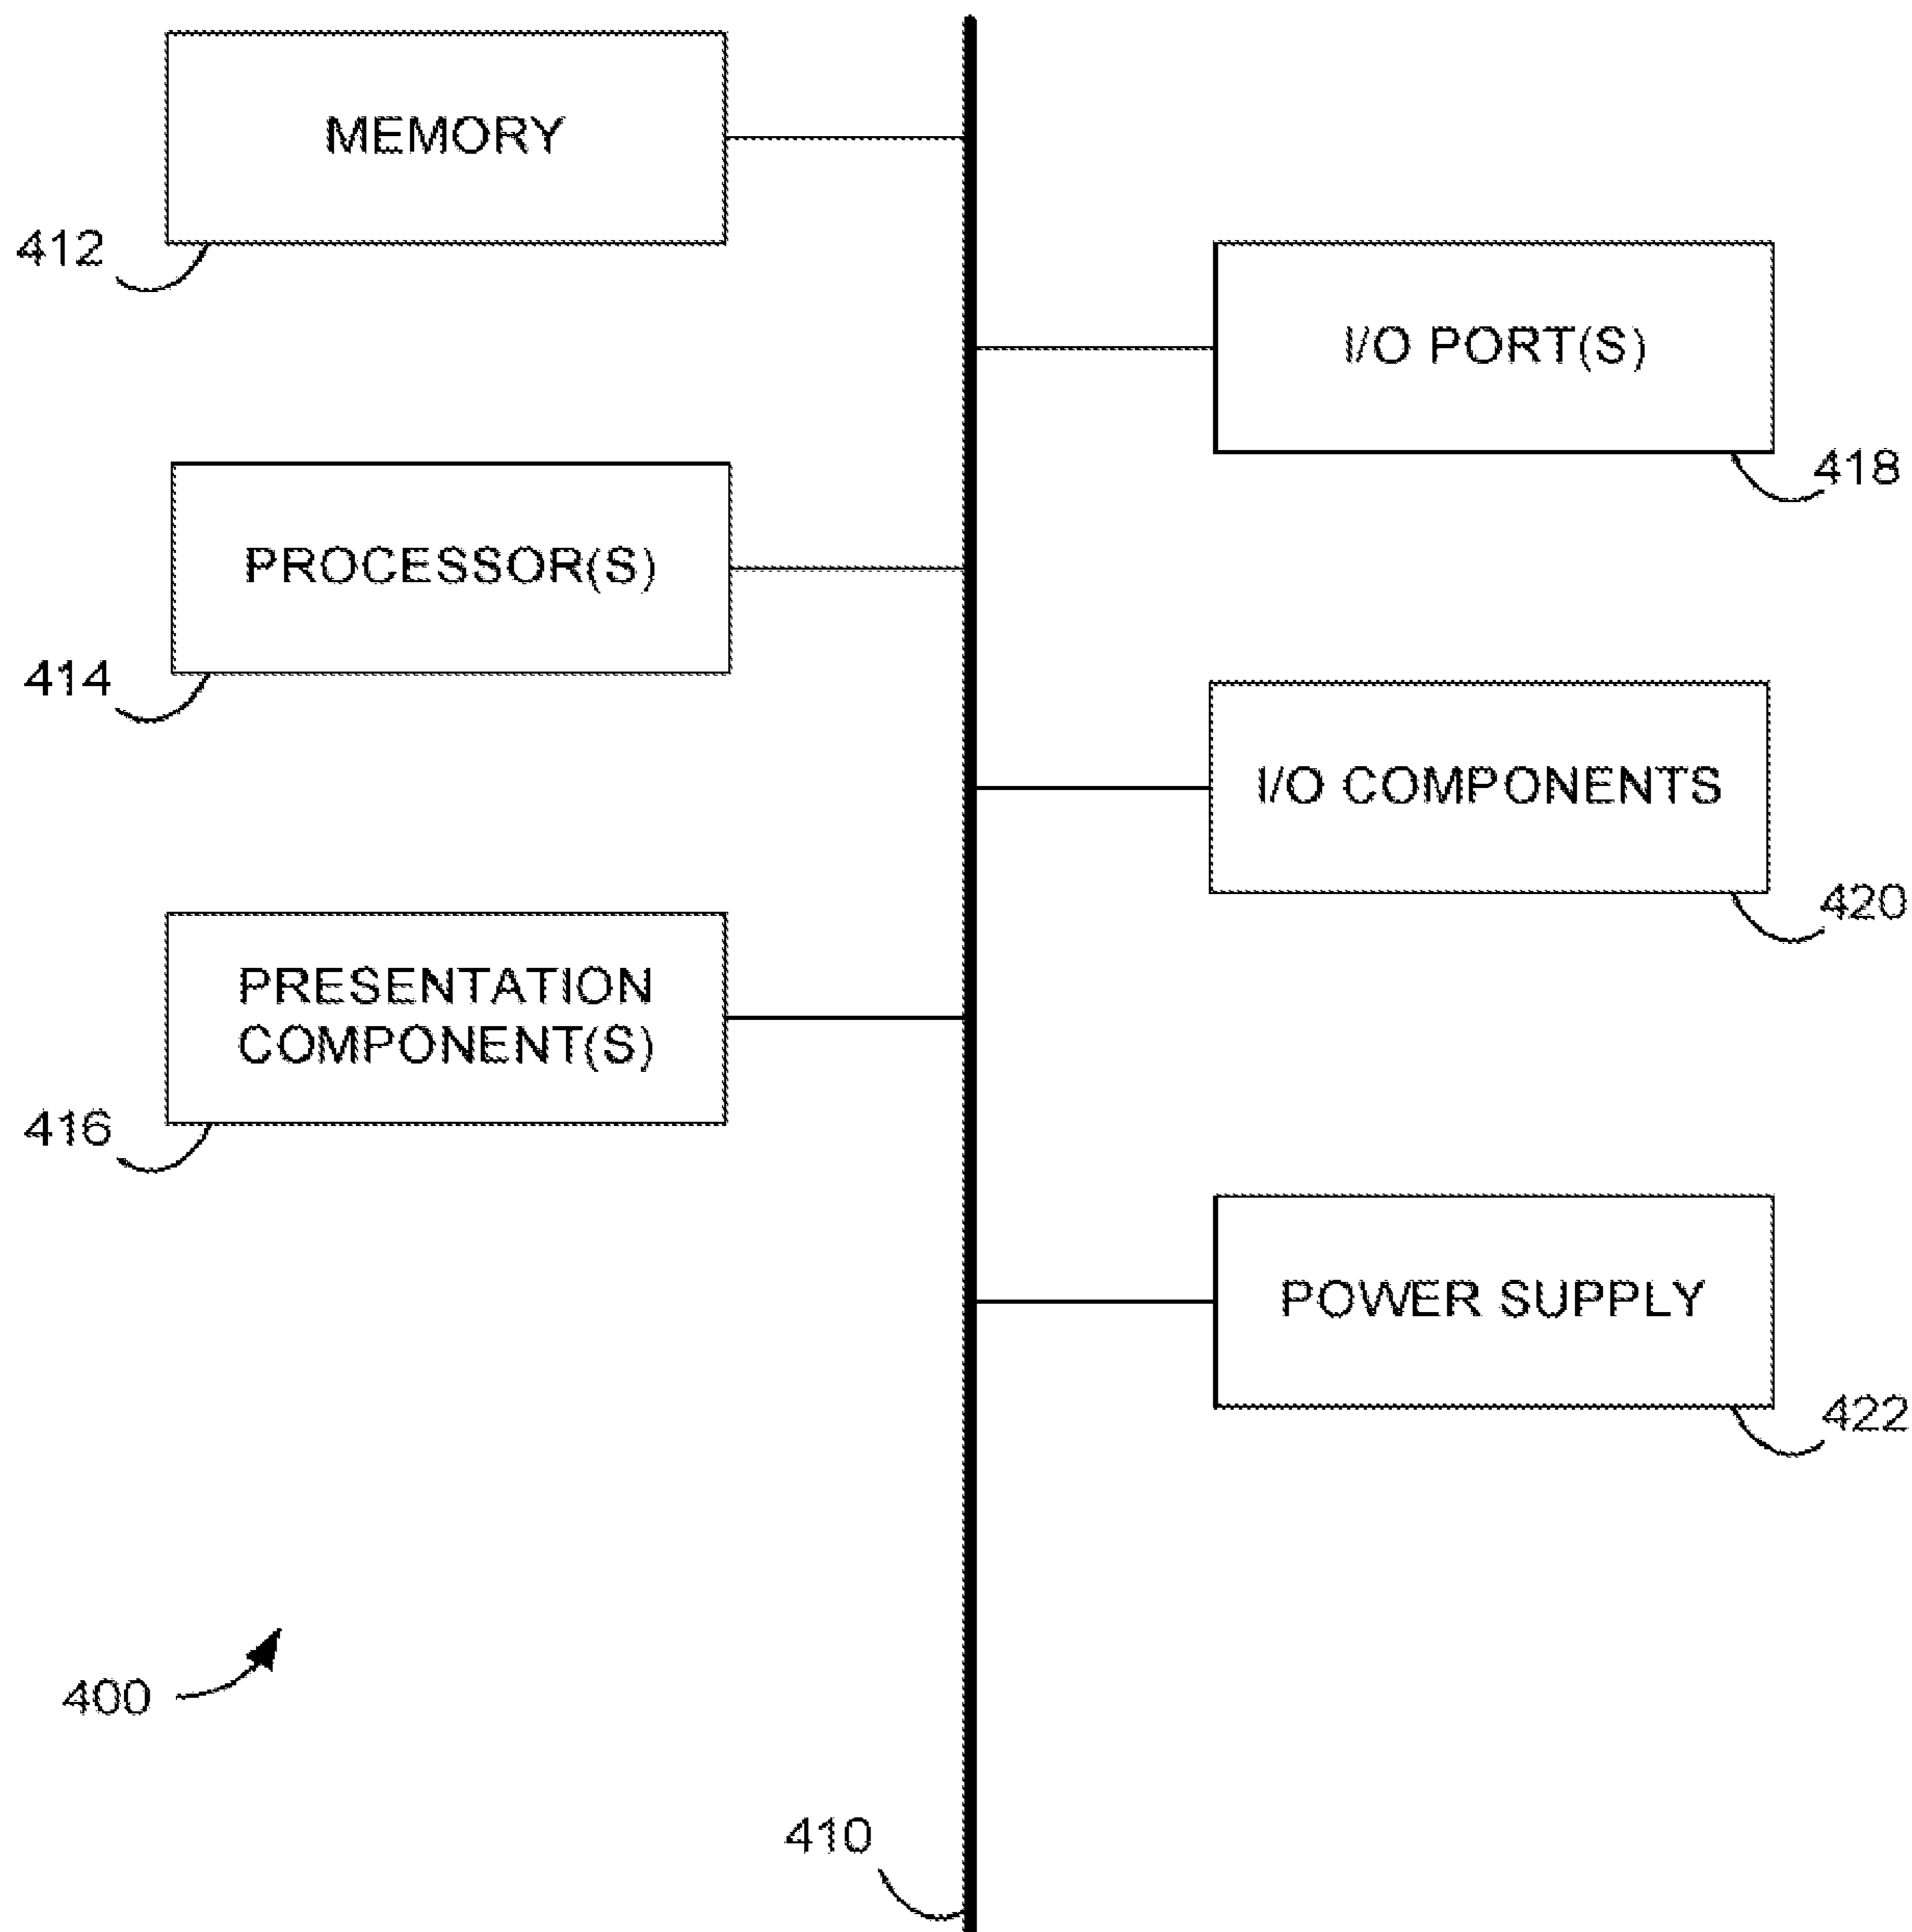 MEMORY
412
I/O PORT(S)
418
PROCESSOR(S)
414
I/O COMPONENTS
420
PRESENTATION
COMPONENT(S)
416
POWER SUPPLY
422
400
410